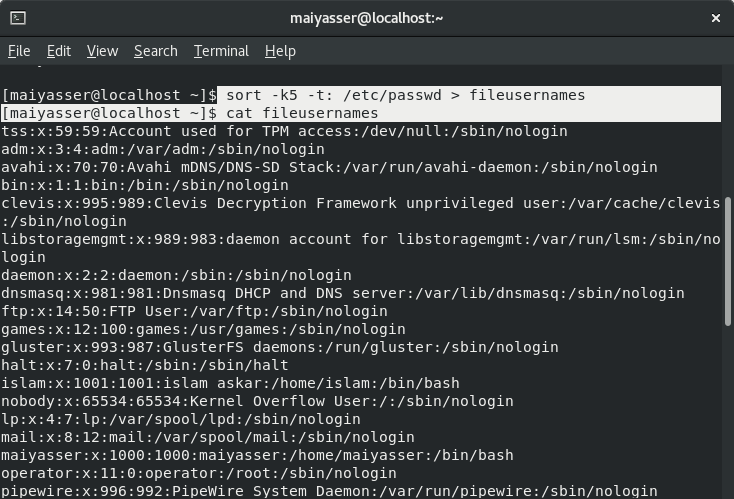 maiyasser@localhost:~
File Edit View Search Terminal Help
[maiyasser@localhost ~]$ sort -k5 -t: /etc/passwd > fileusernames
[maiyasser@localhost ~]$ cat fileusernames
tss:x:59:59:Account used for TPM access:/dev/null:/sbin/nologin
adm:x:3:4:adm:/var/adm:/sbin/nologin
avahi:x:70:70:Avahi mDNS/DNS-SD Stack:/var/run/avahi-daemon:/sbin/nologin
bin:x:1:1:bin:/bin:/sbin/nologin
clevis:x:995:989:Clevis Decryption Framework unprivileged user:/var/cache/clevis
:/sbin/nologin
libstoragemgmt:x:989:983:daemon account for libstoragemgmt:/var/run/lsm:/sbin/no
login
daemon:x:2:2:daemon:/sbin:/sbin/nologin
dnsmasq:x:981:981:Dnsmasq DHCP and DNS server:/var/lib/dnsmasq:/sbin/nologin
ftp:x:14:50:FTP User:/var/ftp:/sbin/nologin
games:x:12:100:games:/usr/games:/sbin/nologin
gluster:x:993:987:GlusterFS daemons:/run/gluster:/sbin/nologin
halt:x:7:0:halt:/sbin:/sbin/halt
islam:x:1001:1001:islam askar:/home/islam:/bin/bash
nobody:x:65534:65534:Kernel Overflow User:/:/sbin/nologin
lp:x:4:7:lp:/var/spool/lpd:/sbin/nologin
mail:x:8:12:mail:/var/spool/mail:/sbin/nologin
maiyasser:x:1000:1000:maiyasser:/home/maiyasser:/bin/bash
operator:x:11:0:operator:/root:/sbin/nologin
pipewire:x:996:992:PipeWire System Daemon:/var/run/pipewire:/sbin/nologin